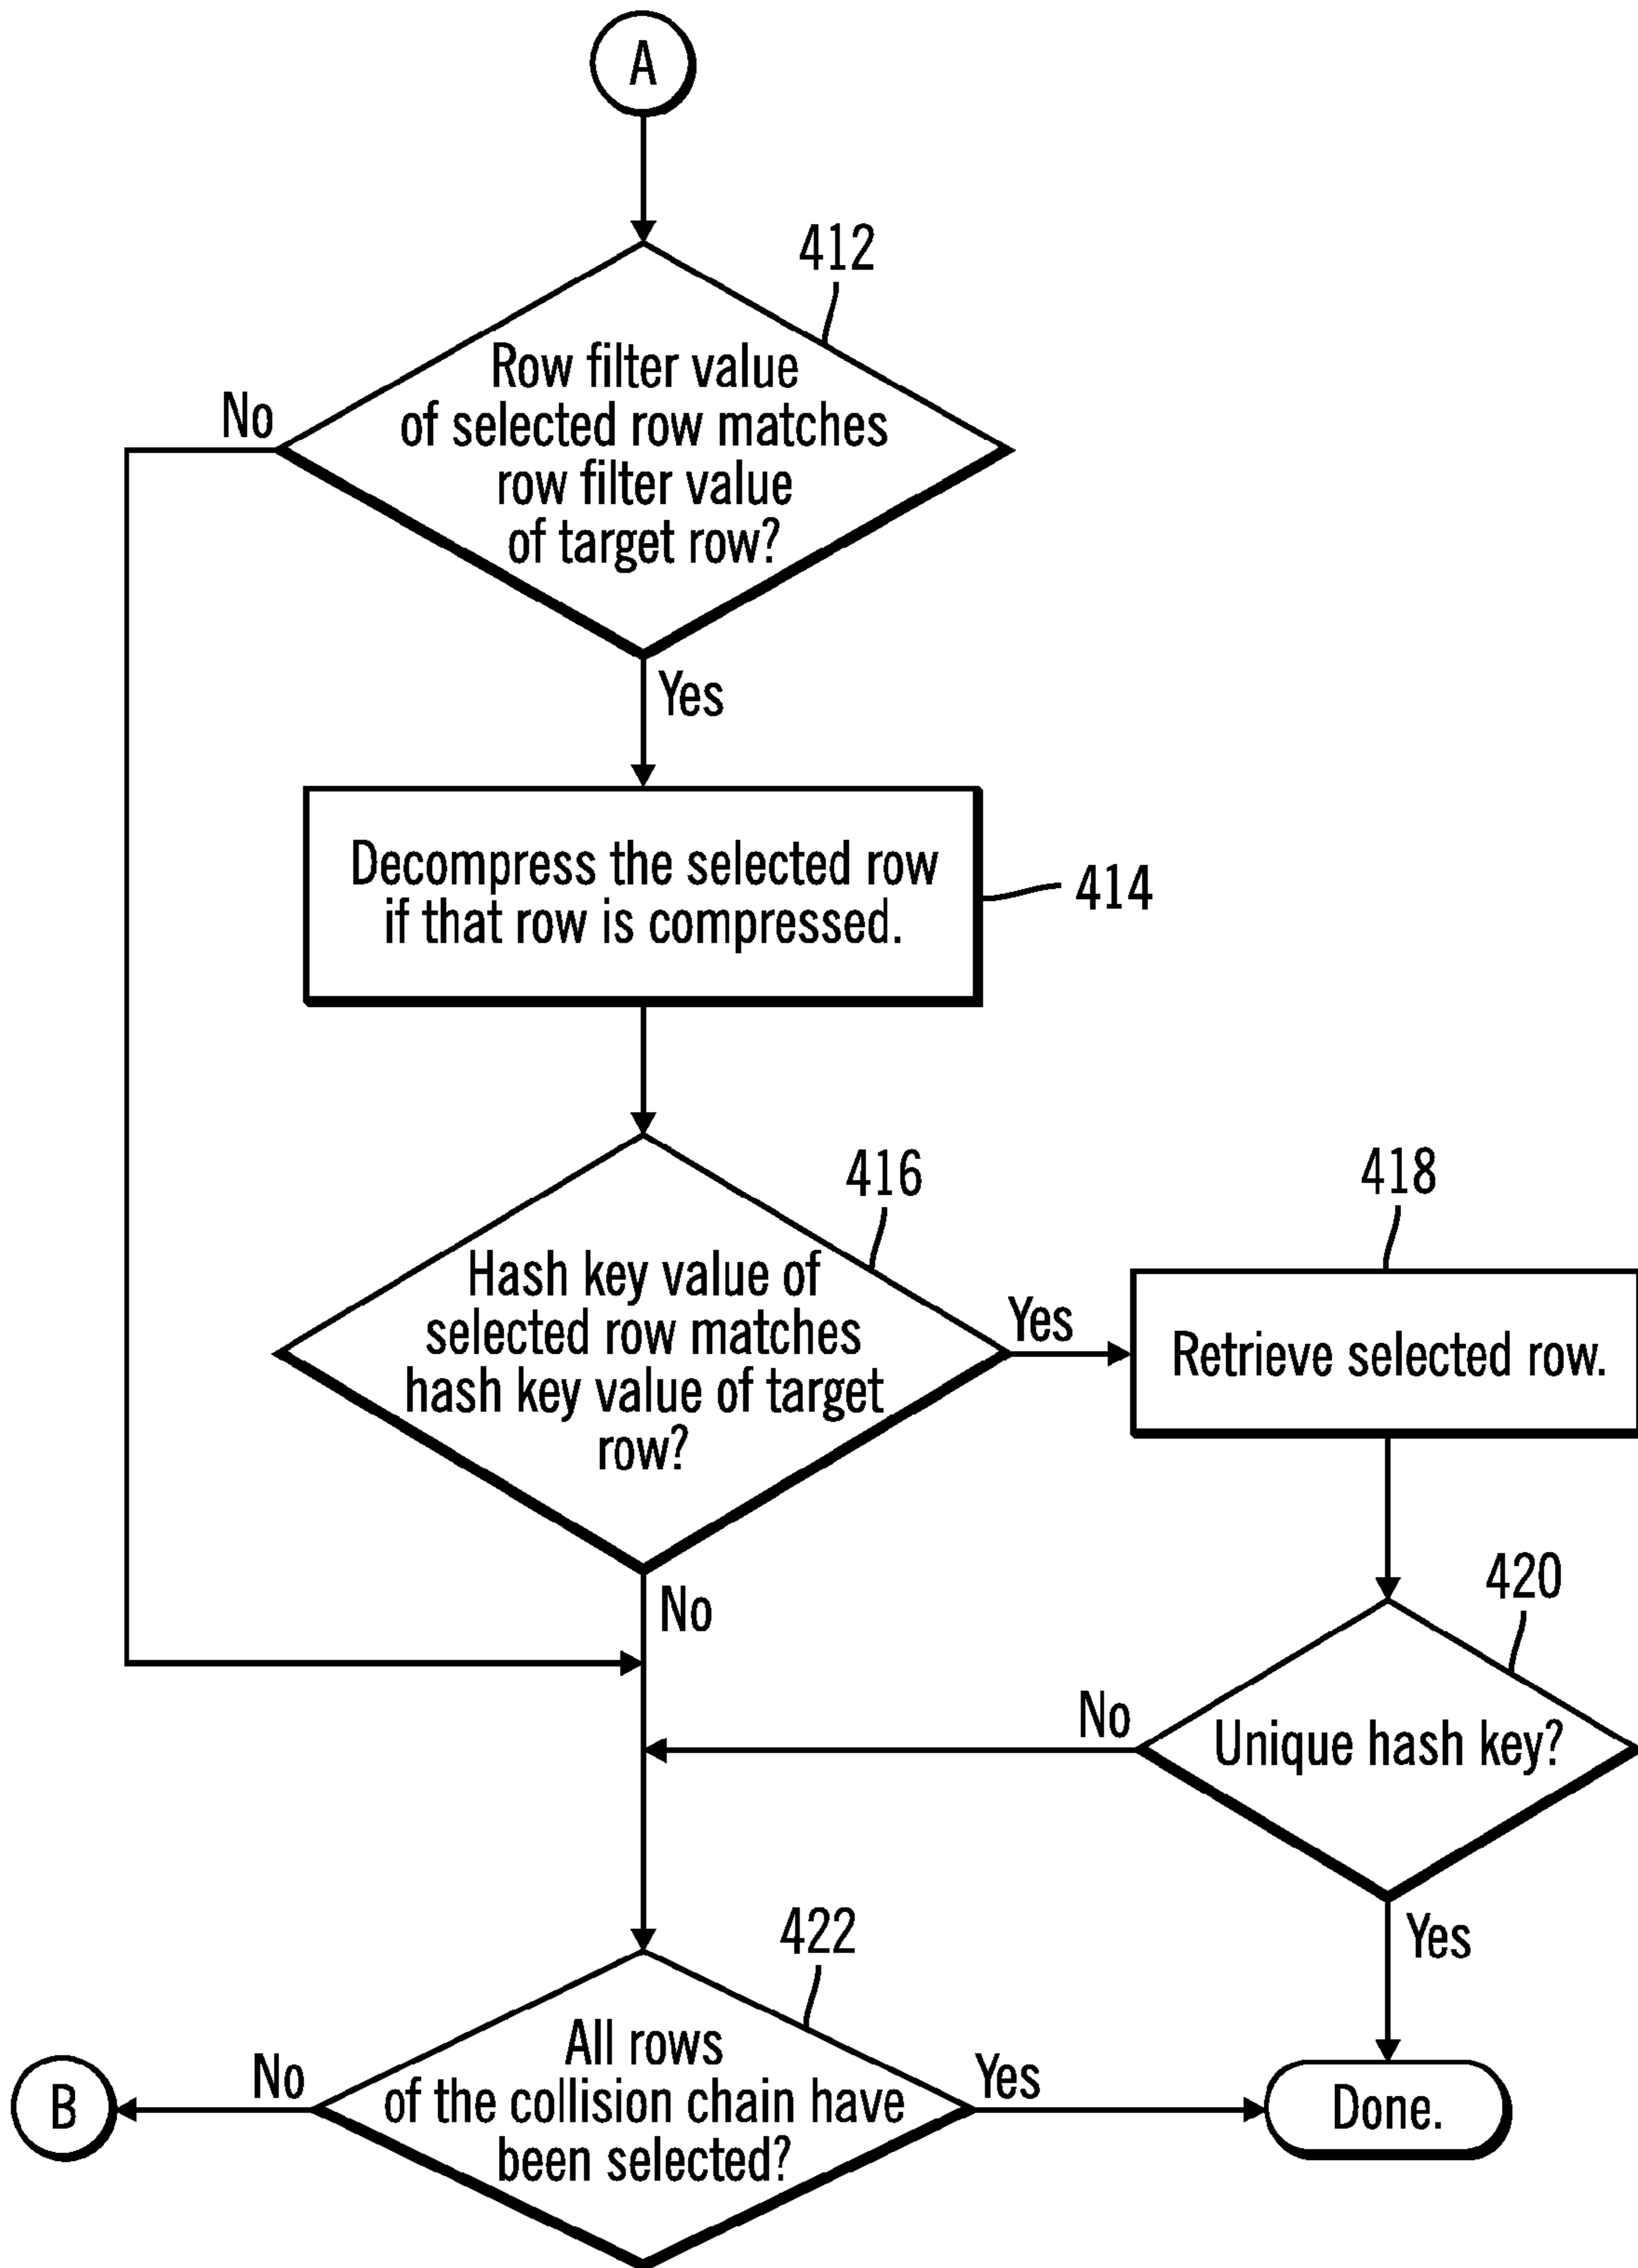 A
412
Row filter value
of selected row matches
row filter value
of target row?
No
Yes
Decompress the selected row
if that row is compressed.
414
416
Hash key value of
selected row matches
hash key value of target
row?
Yes
No
418
Retrieve selected row.
420
Unique hash key?
No
Yes
422
All rows
of the collision chain have
been selected?
No
Yes
B
Done.